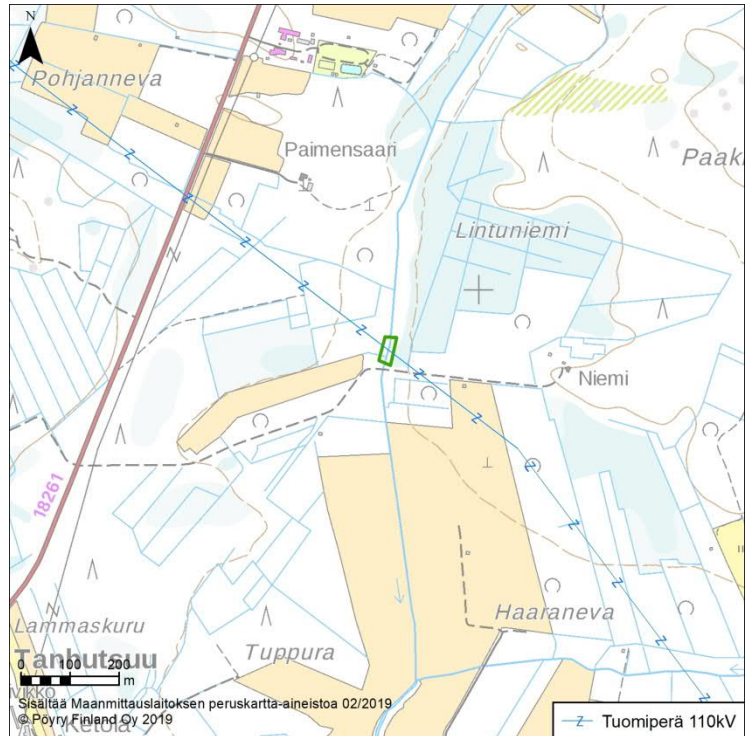 N
Pohjanneva
Paimensaari
Lintuniemi
Niemi
18261
Lammaskuru
Tanhutsuu
Tuppura
Haaraneva
0 100 200
m
Sisältää Maanmittauslaitoksen peruskartta-aineistoa 02/2019
© Pöyry Finland Oy 2019
Ketola
Z Tuomiperä 110kV